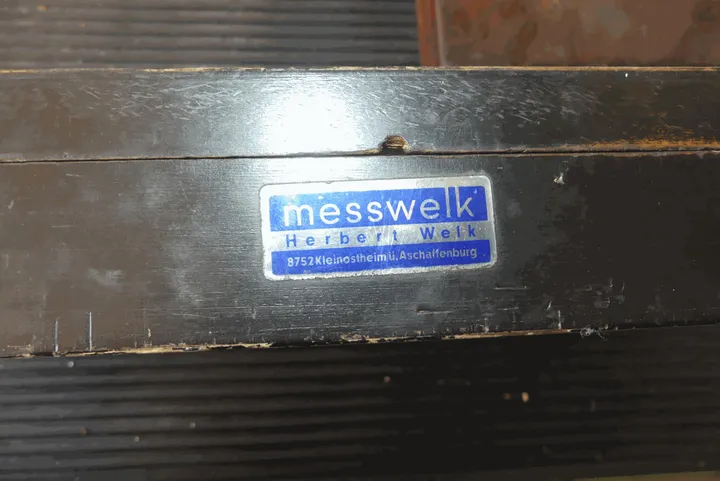 messwelk
Herbert Welk
8752 Kleinostheim ü. Aschaffenburg